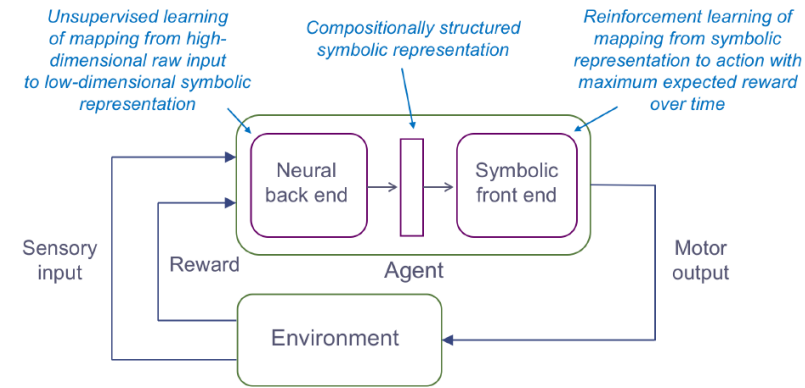 Unsupervised learning
of mapping from high-
dimensional raw input
to low-dimensional symbolic
representation
Compositionally structured
symbolic representation
Reinforcement learning of
mapping from symbolic
representation to action with
maximum expected reward
over time
Neural
back end
Symbolic
front end
Agent
Sensory
input
Reward
Motor
output
Environment